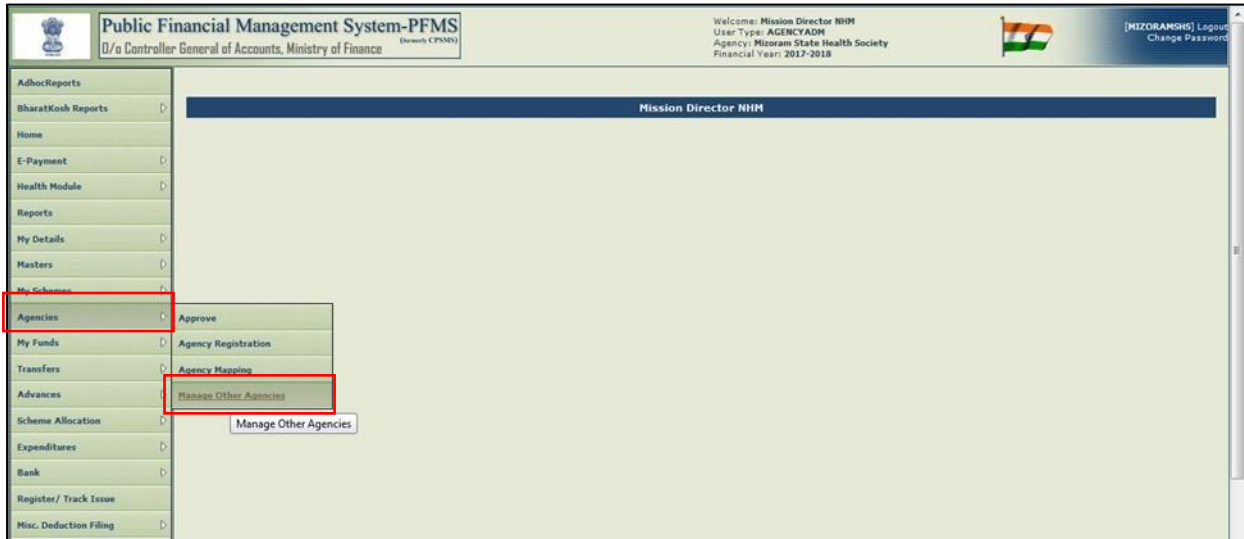 Public Financial Management System-PFMS
(formerly CPSMS)
O/o Controller General of Accounts, Ministry of Finance
Welcome: Mission Director NHM
User Type: AGENCYADM
Agency: Mizoram State Health Society
Financial Year: 2017-2018
[MIZORAMSHS] Logout
Change Password
AdhocReports
BharatKosh Reports
Mission Director NHM
Home
E-Payment
Health Module
Reports
My Details
Masters
My Schemes
Agencies
Approve
My Funds
Agency Registration
Transfers
Agency Mapping
Advances
Manage Other Agencies
Scheme Allocation
Manage Other Agencies
Expenditures
Bank
Register/ Track Issue
Misc. Deduction Filing